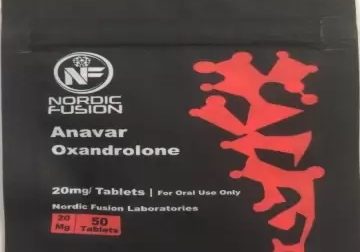 NF
NORDIC
FUSION
Anavar
Oxandrolone
20mg/ Tablets | For Oral Use Only
Nordic Fusion Laboratories
20 50
Mg Tablets